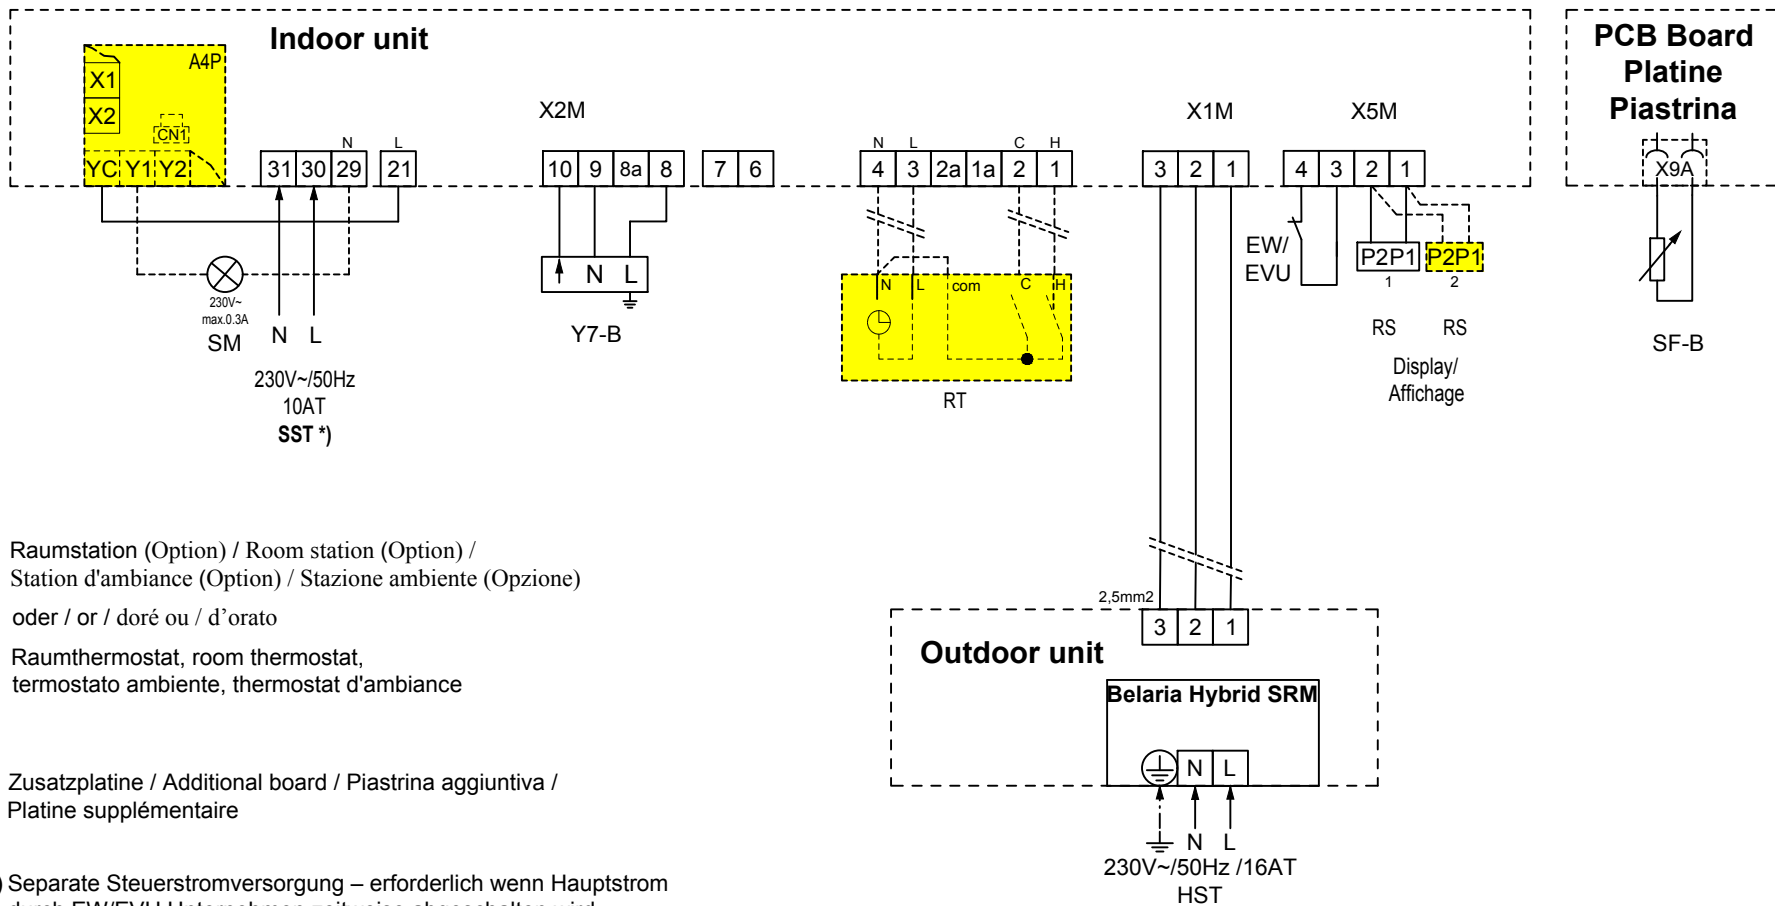 Indoor unit
PCB Board
Platine
Piastrina
A4P
X1
X2
CN1
YC Y1 Y2
X2M
X1M
X5M
N L
31 30 29 21
10 9 8a 8 7 6
N L C H
4 3 2a 1a 2 1
3 2 1
4 3 2 1
X9A
230V~
max.0.3A
SM
N L
230V~/50Hz
10AT
SST *)
N L
Y7-B
N L com C H
RT
EW/
EVU
P2P1 P2P1
1 2
RS RS
Display/
Affichage
SF-B
Raumstation (Option) / Room station (Option) /
Station d'ambiance (Option) / Stazione ambiente (Opzione)
oder / or / doré ou / d’orato
Raumthermostat, room thermostat,
termostato ambiente, thermostat d'ambiance
Zusatzplatine / Additional board / Piastrina aggiuntiva /
Platine supplémentaire
) Separate Steuerstromversorgung – erforderlich wenn Hauptstrom
2,5mm2
3 2 1
Outdoor unit
Belaria Hybrid SRM
N L
N L
230V~/50Hz /16AT
HST